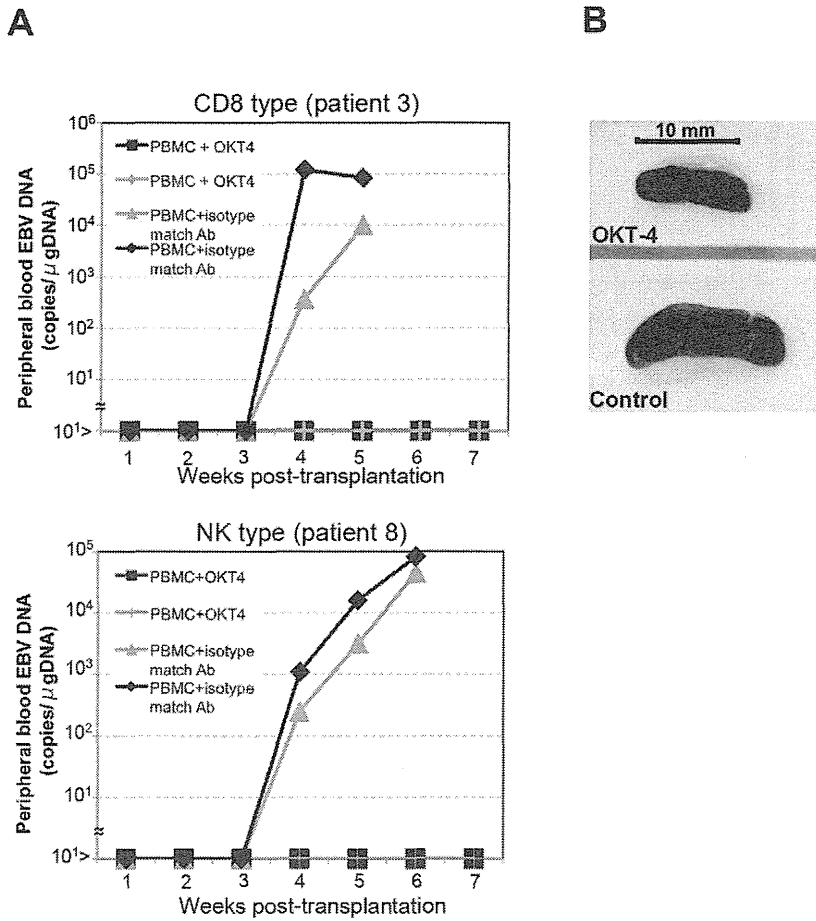 A
CD8 type (patient 3)
Peripheral blood EBV DNA
(copies/μgDNA)
10⁶
10⁵
10⁴
10³
10²
10¹
10¹>
PBMC + OKT4
PBMC + OKT4
PBMC+isotype
match Ab
PBMC+isotype
match Ab
1 2 3 4 5 6 7
Weeks post-transplantation
NK type (patient 8)
Peripheral blood EBV DNA
(copies/μgDNA)
10⁵
10⁴
10³
10²
10¹
10¹>
PBMC+OKT4
PBMC+OKT4
PBMC+isotype
match Ab
PBMC+isotype
match Ab
1 2 3 4 5 6 7
Weeks post-transplantation
B
10 mm
OKT-4
Control